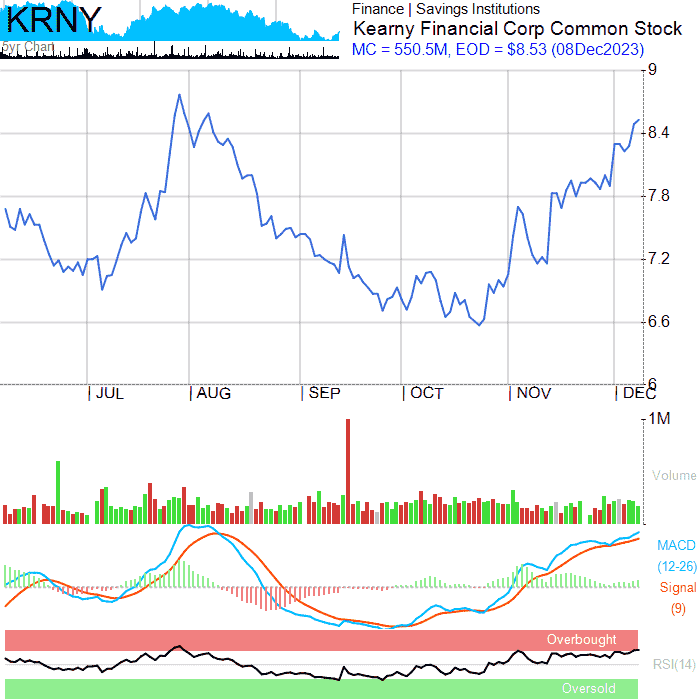 KRNY
5yr Chart
Finance | Savings Institutions
Kearny Financial Corp Common Stock
MC = 550.5M, EOD = $8.53 (08Dec2023)
9
8.4
7.8
7.2
6.6
6
JUL AUG SEP OCT NOV DEC
1M
Volume
MACD
(12-26)
Signal
(9)
Overbought
RSI(14)
Oversold